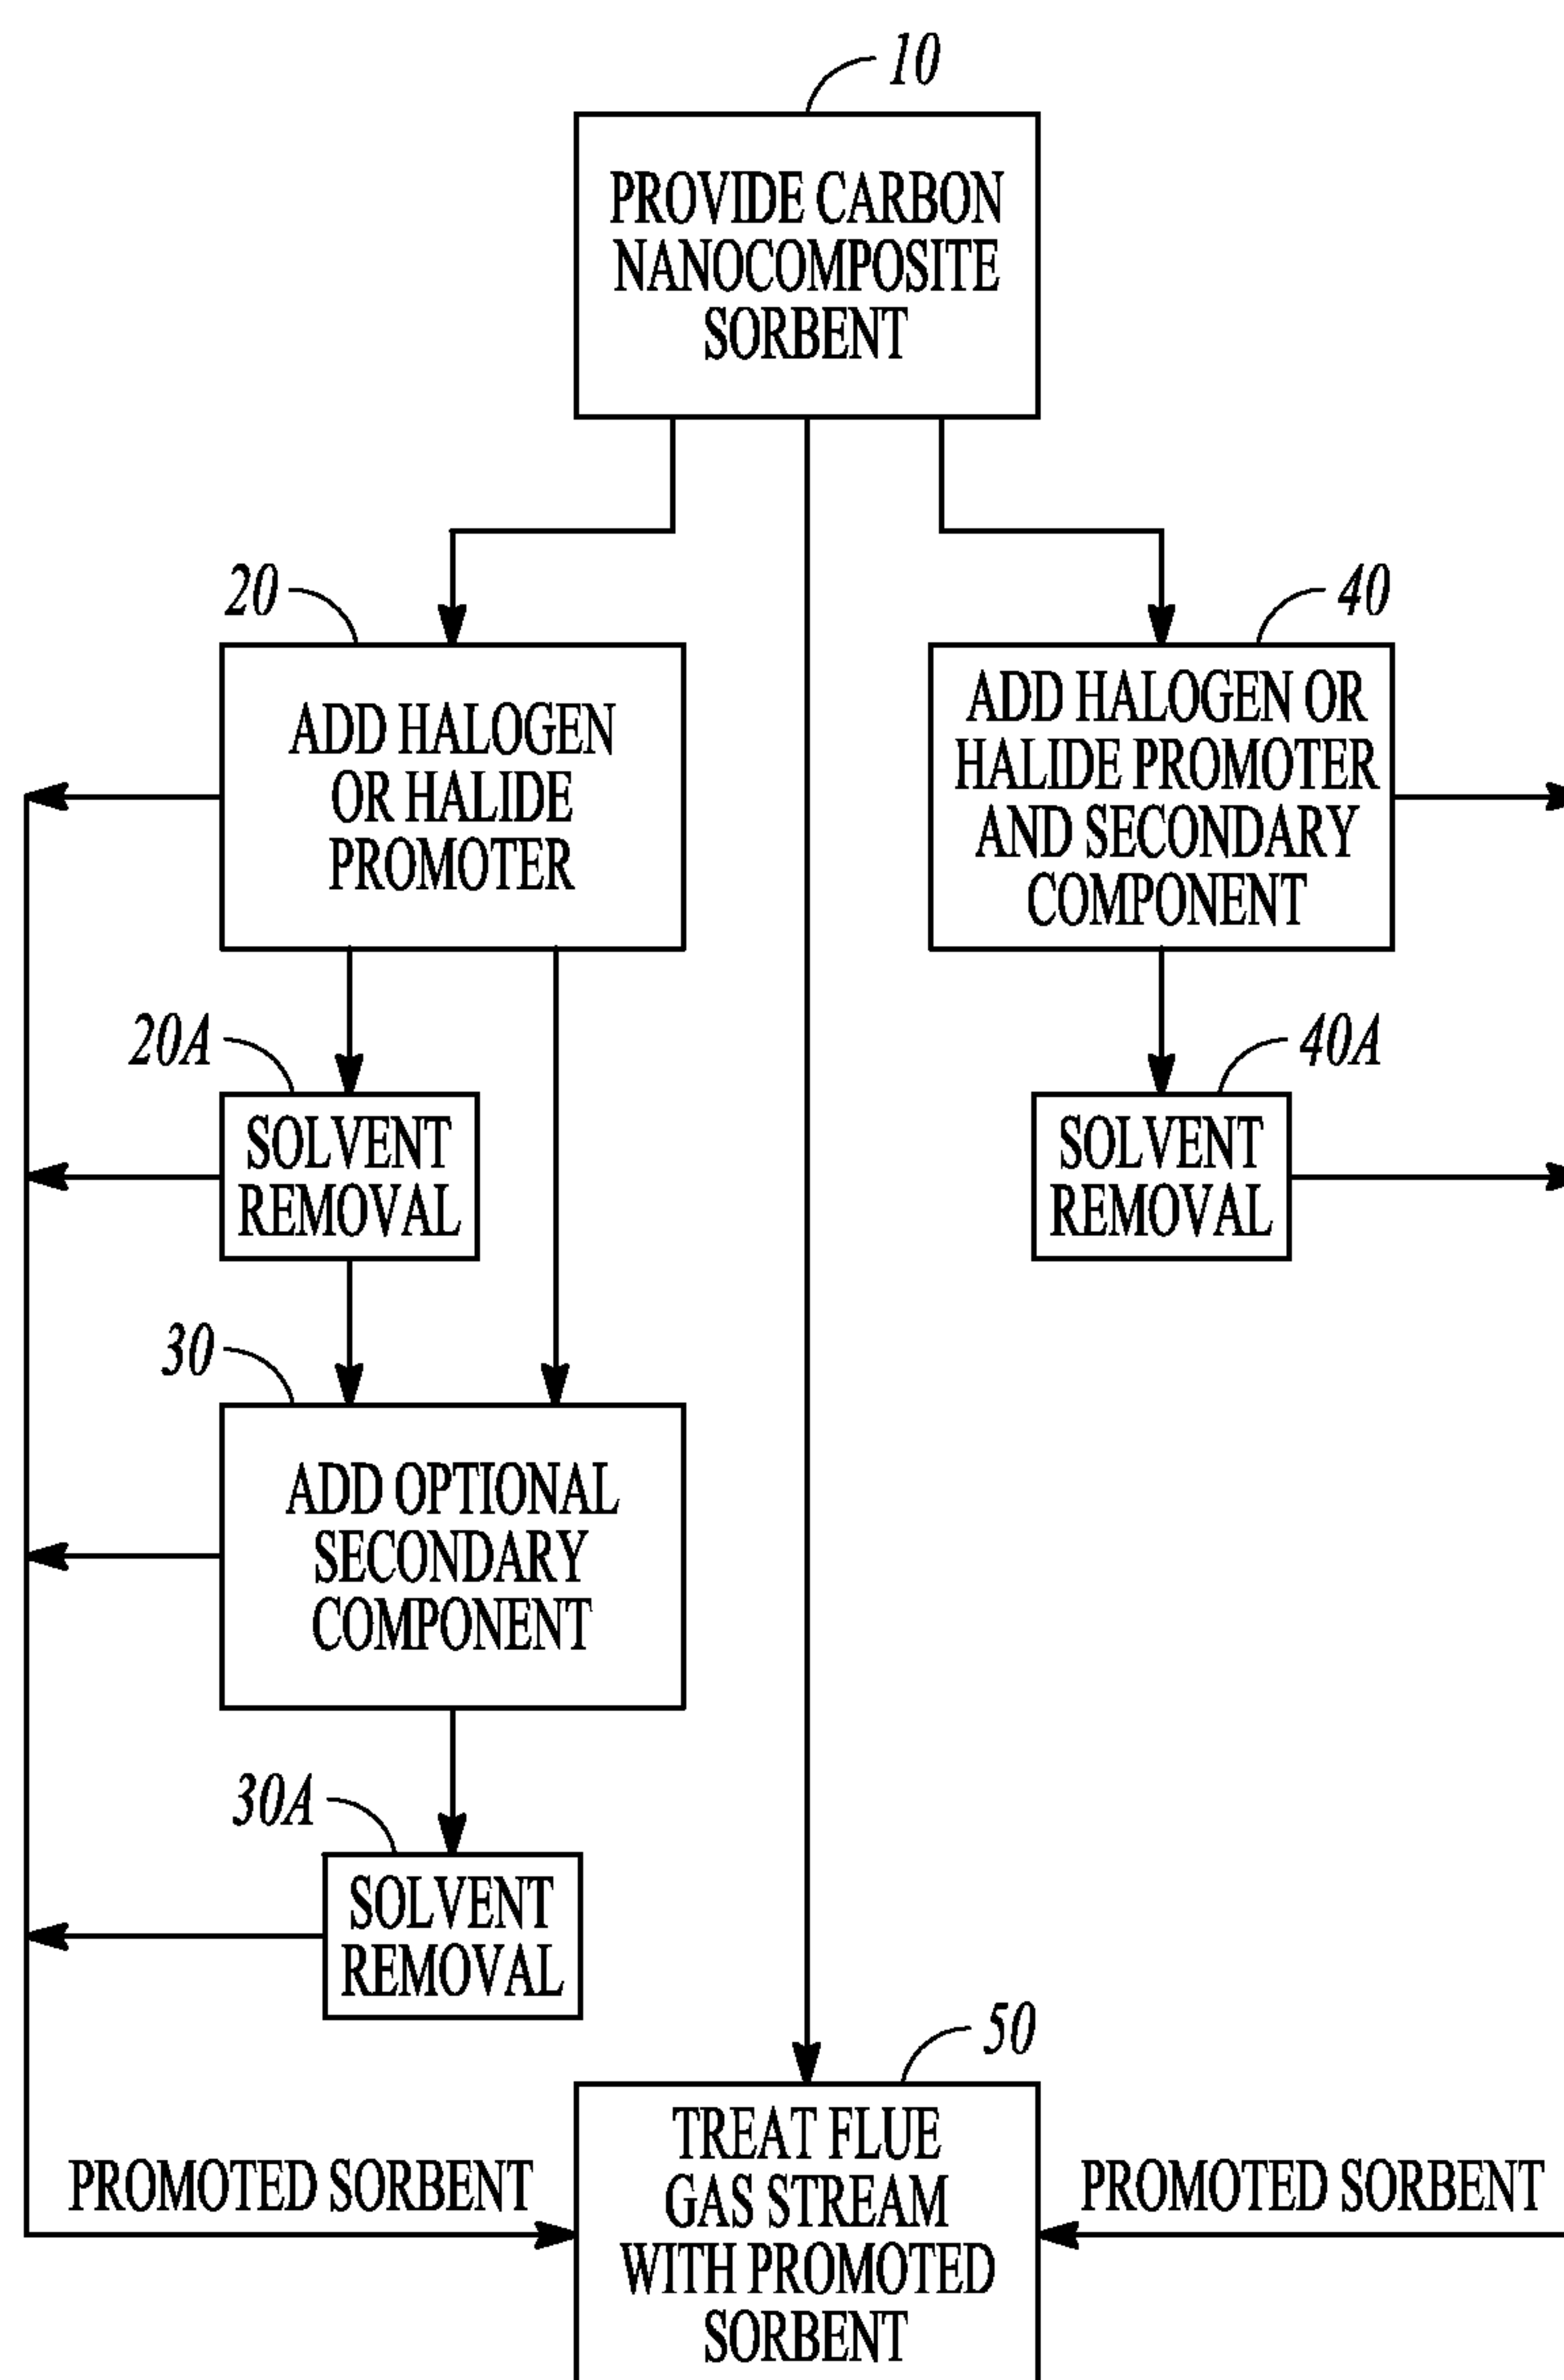 10
PROVIDE CARBON
NANOCOMPOSITE
SORBENT
20
ADD HALOGEN
OR HALIDE
PROMOTER
40
ADD HALOGEN OR
HALIDE PROMOTER
AND SECONDARY
COMPONENT
20A
SOLVENT
REMOVAL
40A
SOLVENT
REMOVAL
30
ADD OPTIONAL
SECONDARY
COMPONENT
30A
SOLVENT
REMOVAL
50
TREAT FLUE
GAS STREAM
WITH PROMOTED
SORBENT
PROMOTED SORBENT
PROMOTED SORBENT